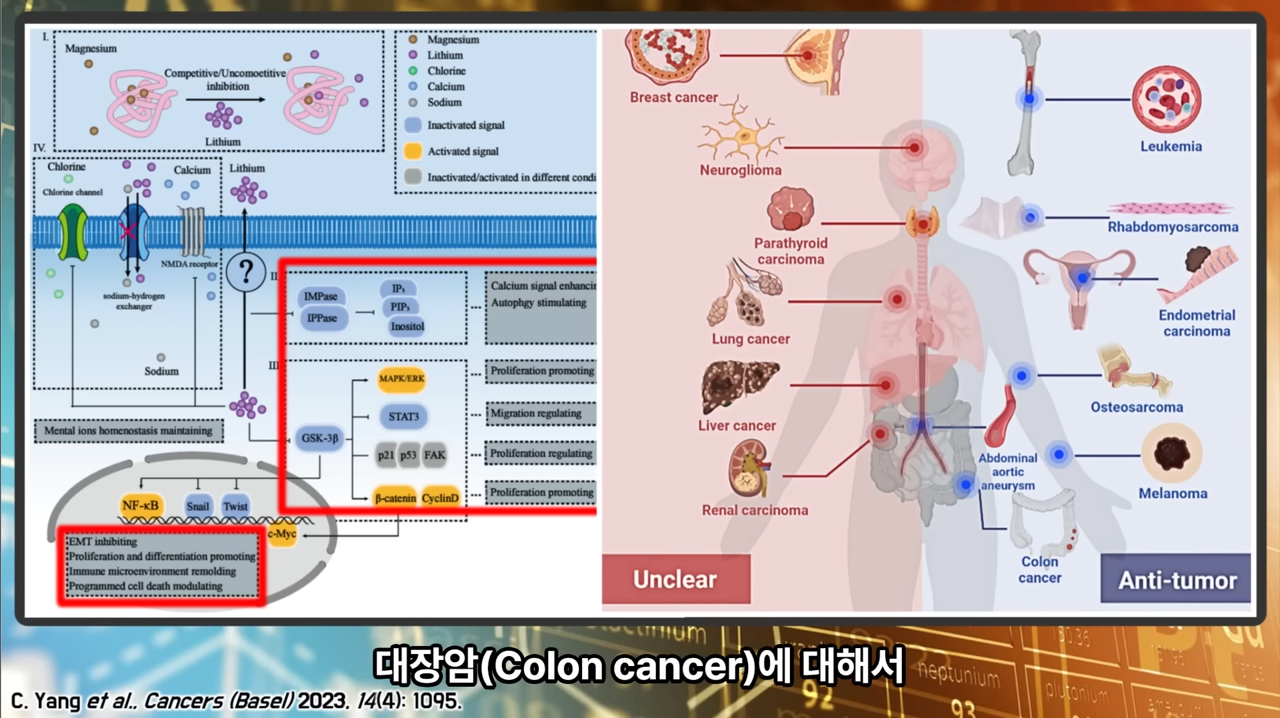 I.
Magnesium
Competitive/Uncomoetitive
inhibition
Lithium
Magnesium
Lithium
Chlorine
Calcium
Sodium
Inactivated signal
Activated signal
Inactivated/activated in different condi
IV.
Chlorine
Chlorine channel
Calcium
Lithium
NMDA receptor
sodium-hydrogen
exchanger
Sodium
?
Mental ions homenostasis maintaining
II
IMPase
IPPase
IP₃
PIP₃
Inositol
Calcium signal enhancin
Autophgy stimulating
III
GSK-3β
MAPK/ERK
STAT3
p21 p53 FAK
β-catenin CyclinD
Proliferation promoting
Migration regulating
Proliferation regulating
Proliferation promoting
NF-κB Snail Twist
c-Myc
EMT inhibiting
Proliferation and differentiation promoting
Immune microenvironment remolding
Programmed cell death modulating
Breast cancer
Neuroglioma
Parathyroid
carcinoma
Lung cancer
Liver cancer
Renal carcinoma
Unclear
Leukemia
Rhabdomyosarcoma
Endometrial
carcinoma
Osteosarcoma
Abdominal
aortic
aneurysm
Melanoma
Colon
cancer
Anti-tumor
대장암(Colon cancer)에 대해서
C. Yang et al., Cancers (Basel) 2023. 14(4): 1095.
92
neptunium
93
plutonium